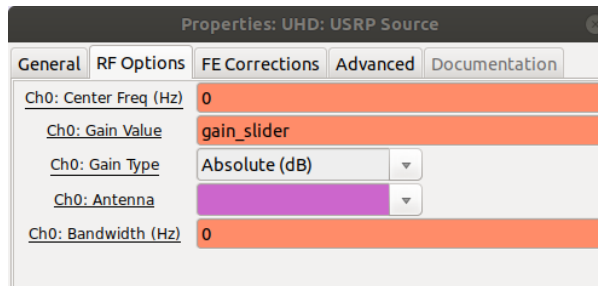 Properties: UHD: USRP Source
General RF Options FE Corrections Advanced Documentation
Ch0: Center Freq (Hz) 0
Ch0: Gain Value gain_slider
Ch0: Gain Type Absolute (dB)
Ch0: Antenna
Ch0: Bandwidth (Hz) 0